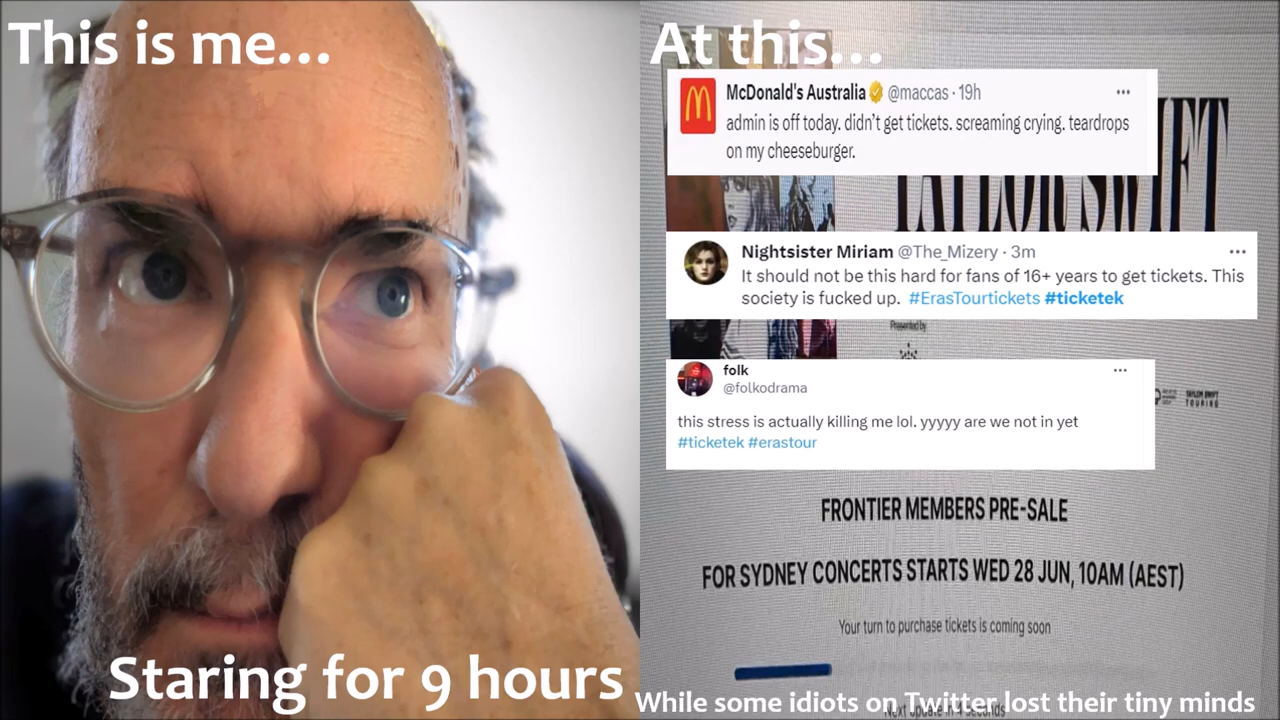 This is me...
At this...
McDonald's Australia @maccas · 19h
admin is off today. didn't get tickets. screaming crying. teardrops
on my cheeseburger.
TAYLOR SWIFT
Nightsister Miriam @The_Mizery · 3m
It should not be this hard for fans of 16+ years to get tickets. This
society is fucked up. #ErasTourtickets #ticketek
Presented by
folk
@folkodrama
TAYLOR SWIFT
TOURING
this stress is actually killing me lol. yyyyy are we not in yet
#ticketek #erastour
FRONTIER MEMBERS PRE-SALE
FOR SYDNEY CONCERTS STARTS WED 28 JUN, 10AM (AEST)
Your turn to purchase tickets is coming soon
Staring for 9 hours
While some idiots on Twitter lost their tiny minds